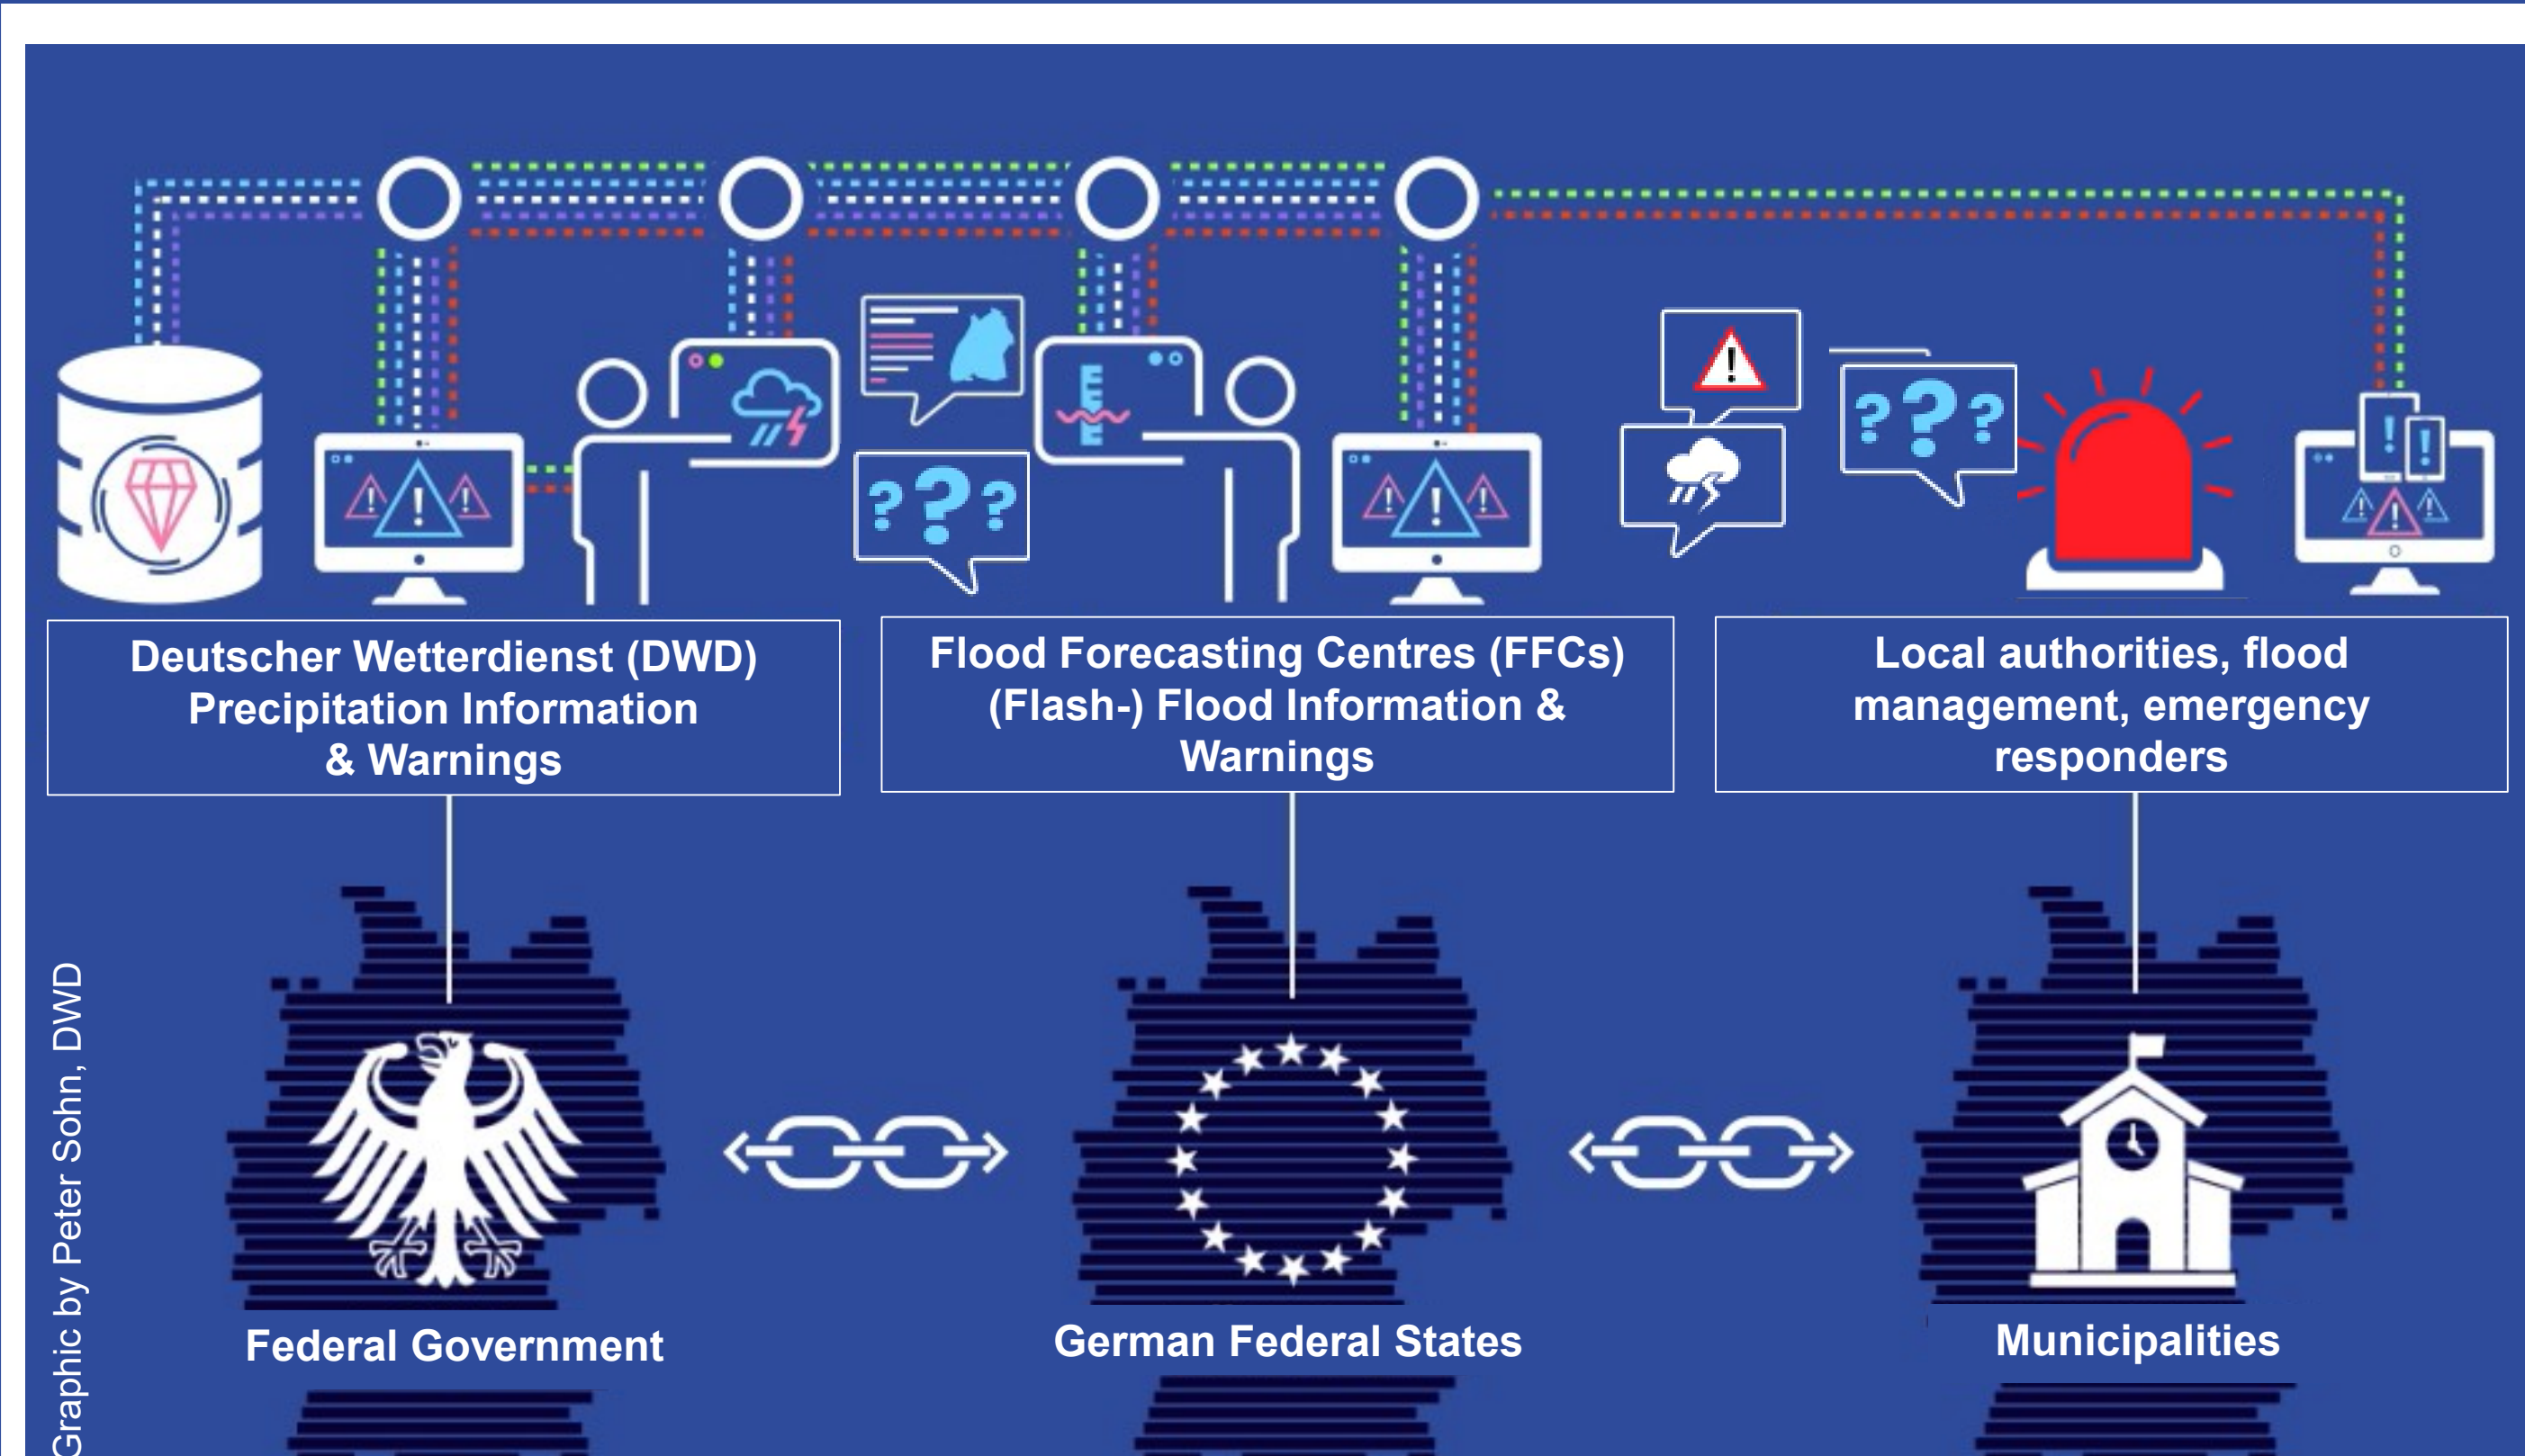 Deutscher Wetterdienst (DWD)
Precipitation Information
& Warnings
Flood Forecasting Centres (FFCs)
(Flash-) Flood Information &
Warnings
Local authorities, flood
management, emergency
responders
Federal Government
German Federal States
Municipalities
Graphic by Peter Sohn, DWD
? ? ?
? ? ?